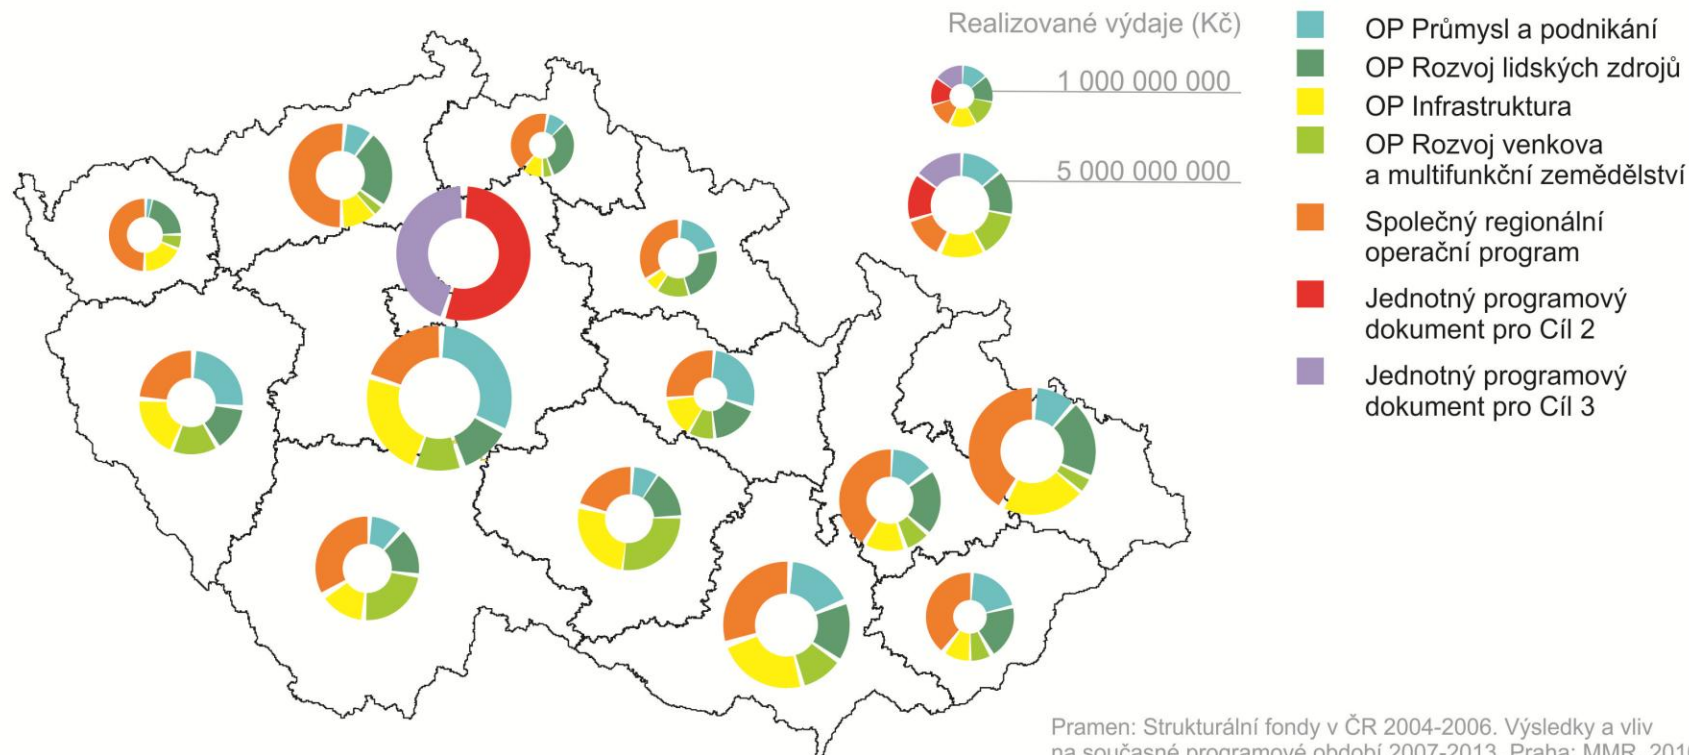 Realizované výdaje (Kč)
1 000 000 000
5 000 000 000
OP Průmysl a podnikání
OP Rozvoj lidských zdrojů
OP Infrastruktura
OP Rozvoj venkova
a multifunkční zemědělství
Společný regionální
operační program
Jednotný programový
dokument pro Cíl 2
Jednotný programový
dokument pro Cíl 3
Pramen: Strukturální fondy v ČR 2004-2006. Výsledky a vliv
na současné programové období 2007-2013. Praha: MMR, 201